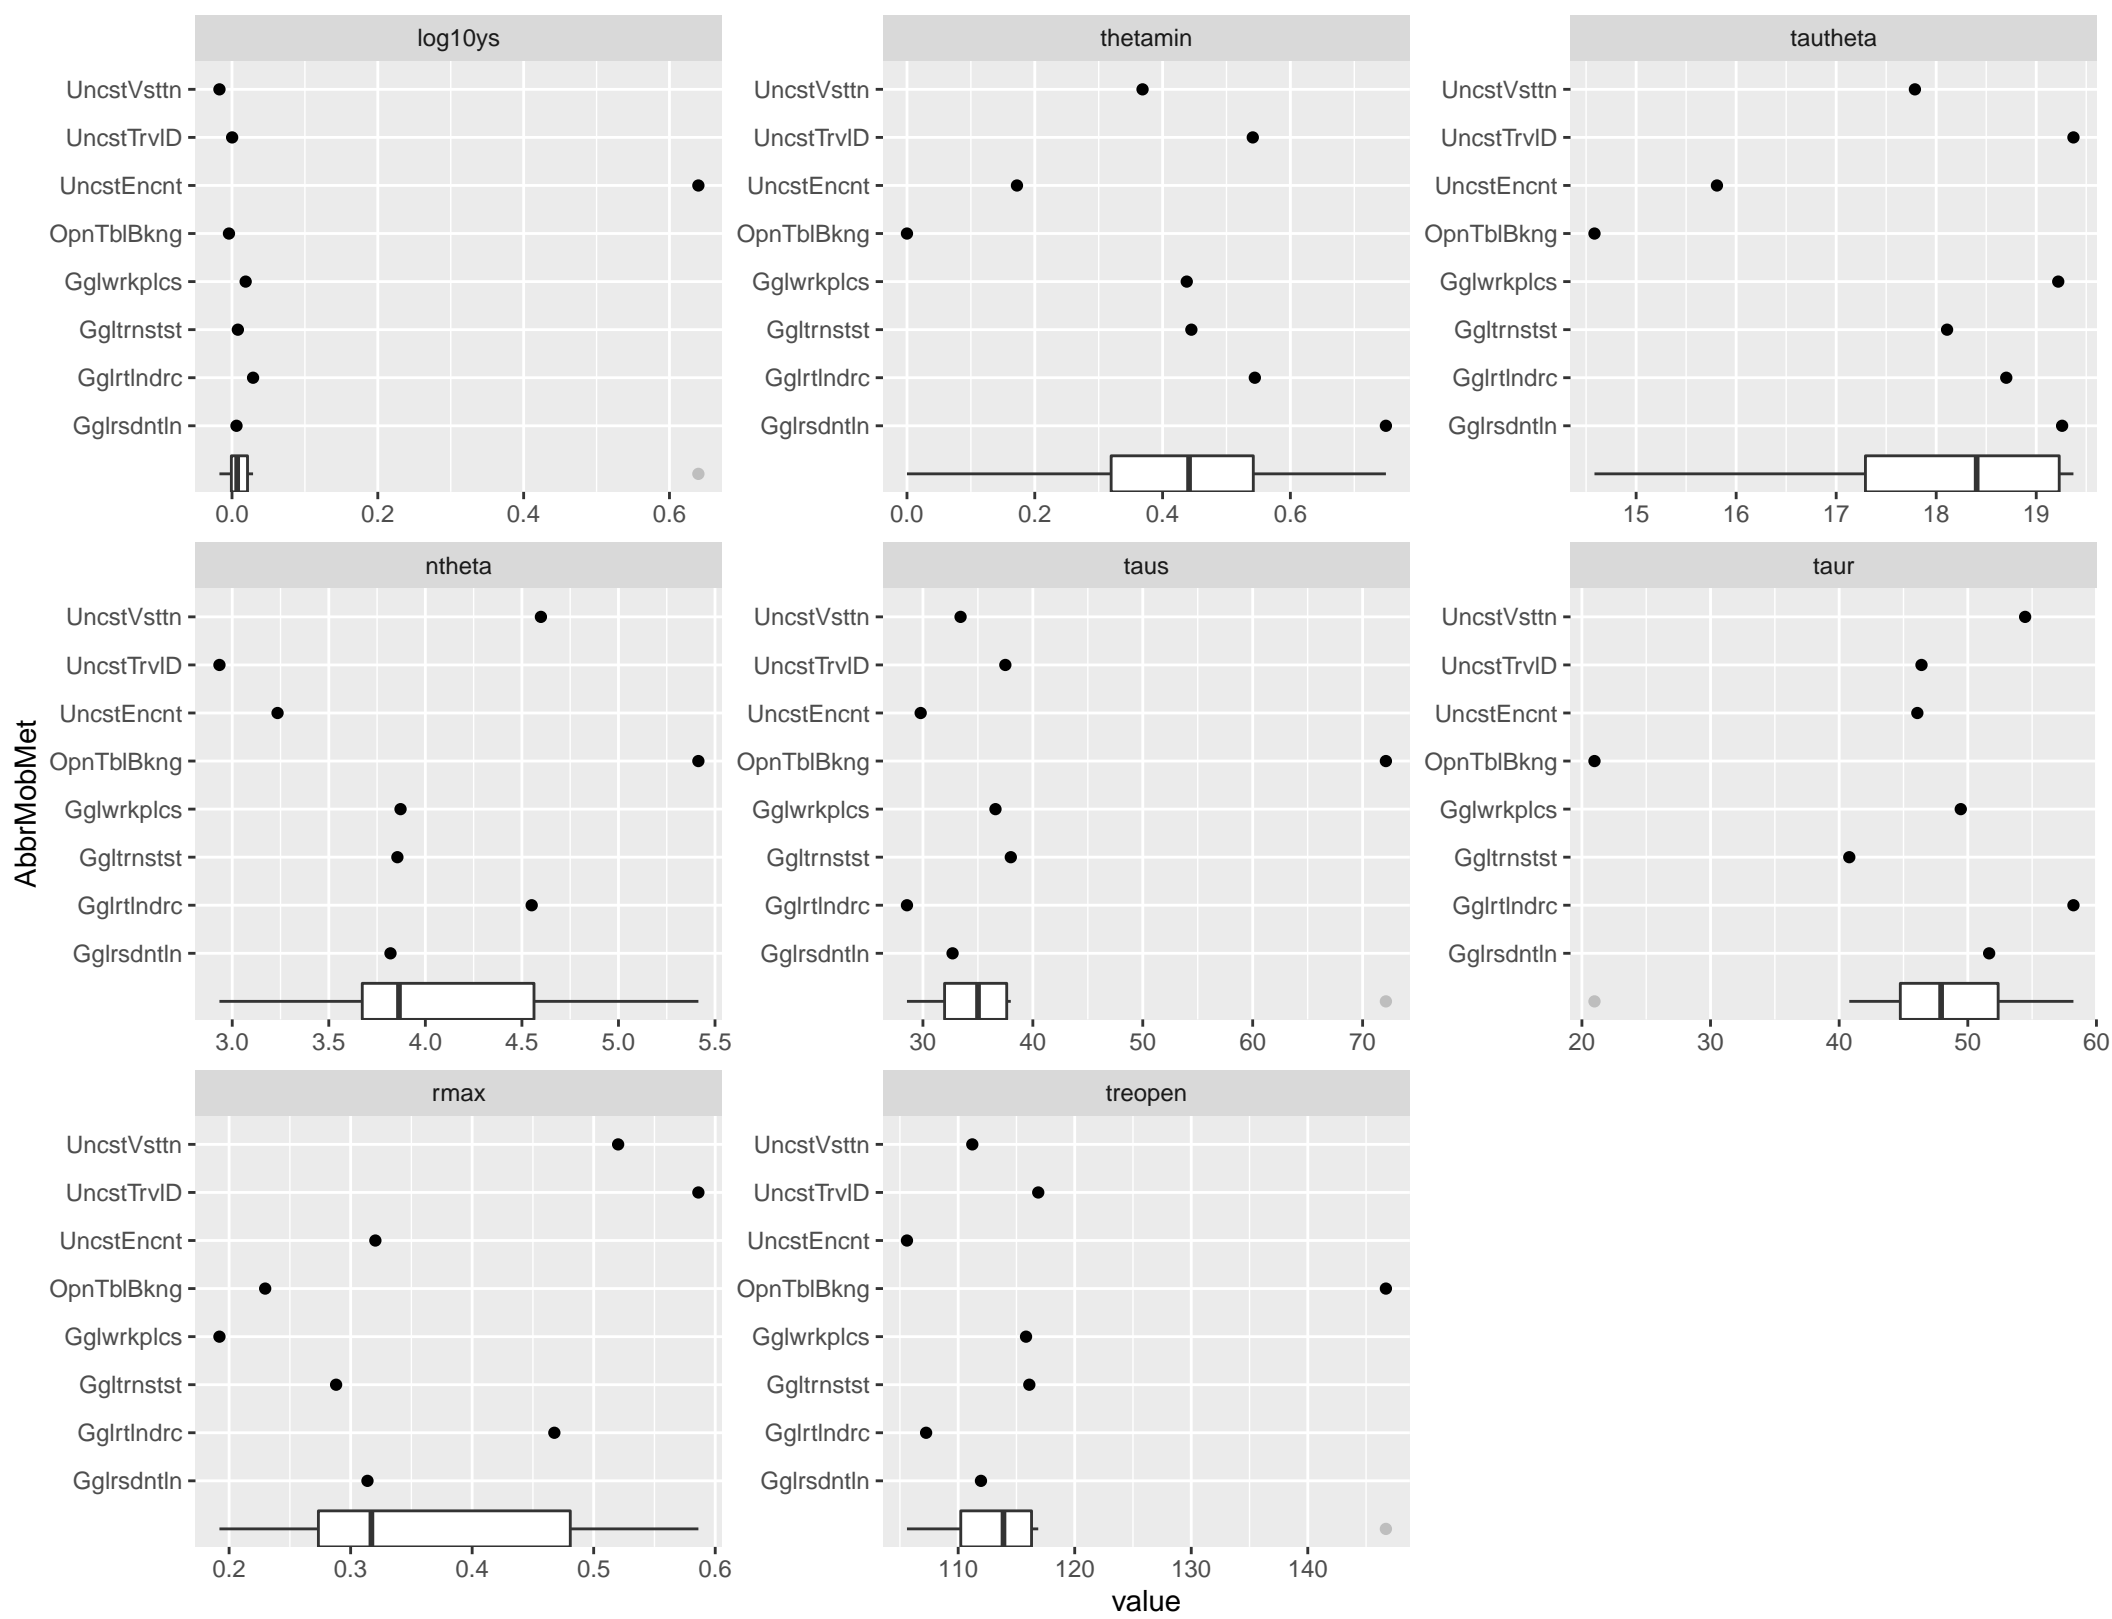 log10ys
thetamin
tautheta
UncstVsttn
UncstTrvlD
UncstEncnt
OpnTblBkng
Gglwrkplcs
Ggltrnstst
Gglrtlndrc
Gglrsdntln
0.0 0.2 0.4 0.6
UncstVsttn
UncstTrvlD
UncstEncnt
OpnTblBkng
Gglwrkplcs
Ggltrnstst
Gglrtlndrc
Gglrsdntln
0.0 0.2 0.4 0.6
UncstVsttn
UncstTrvlD
UncstEncnt
OpnTblBkng
Gglwrkplcs
Ggltrnstst
Gglrtlndrc
Gglrsdntln
15 16 17 18 19
ntheta
taus
taur
AbbrMobMet
UncstVsttn
UncstTrvlD
UncstEncnt
OpnTblBkng
Gglwrkplcs
Ggltrnstst
Gglrtlndrc
Gglrsdntln
3.0 3.5 4.0 4.5 5.0 5.5
UncstVsttn
UncstTrvlD
UncstEncnt
OpnTblBkng
Gglwrkplcs
Ggltrnstst
Gglrtlndrc
Gglrsdntln
30 40 50 60 70
UncstVsttn
UncstTrvlD
UncstEncnt
OpnTblBkng
Gglwrkplcs
Ggltrnstst
Gglrtlndrc
Gglrsdntln
20 30 40 50 60
rmax
treopen
UncstVsttn
UncstTrvlD
UncstEncnt
OpnTblBkng
Gglwrkplcs
Ggltrnstst
Gglrtlndrc
Gglrsdntln
0.2 0.3 0.4 0.5 0.6
UncstVsttn
UncstTrvlD
UncstEncnt
OpnTblBkng
Gglwrkplcs
Ggltrnstst
Gglrtlndrc
Gglrsdntln
110 120 130 140
value